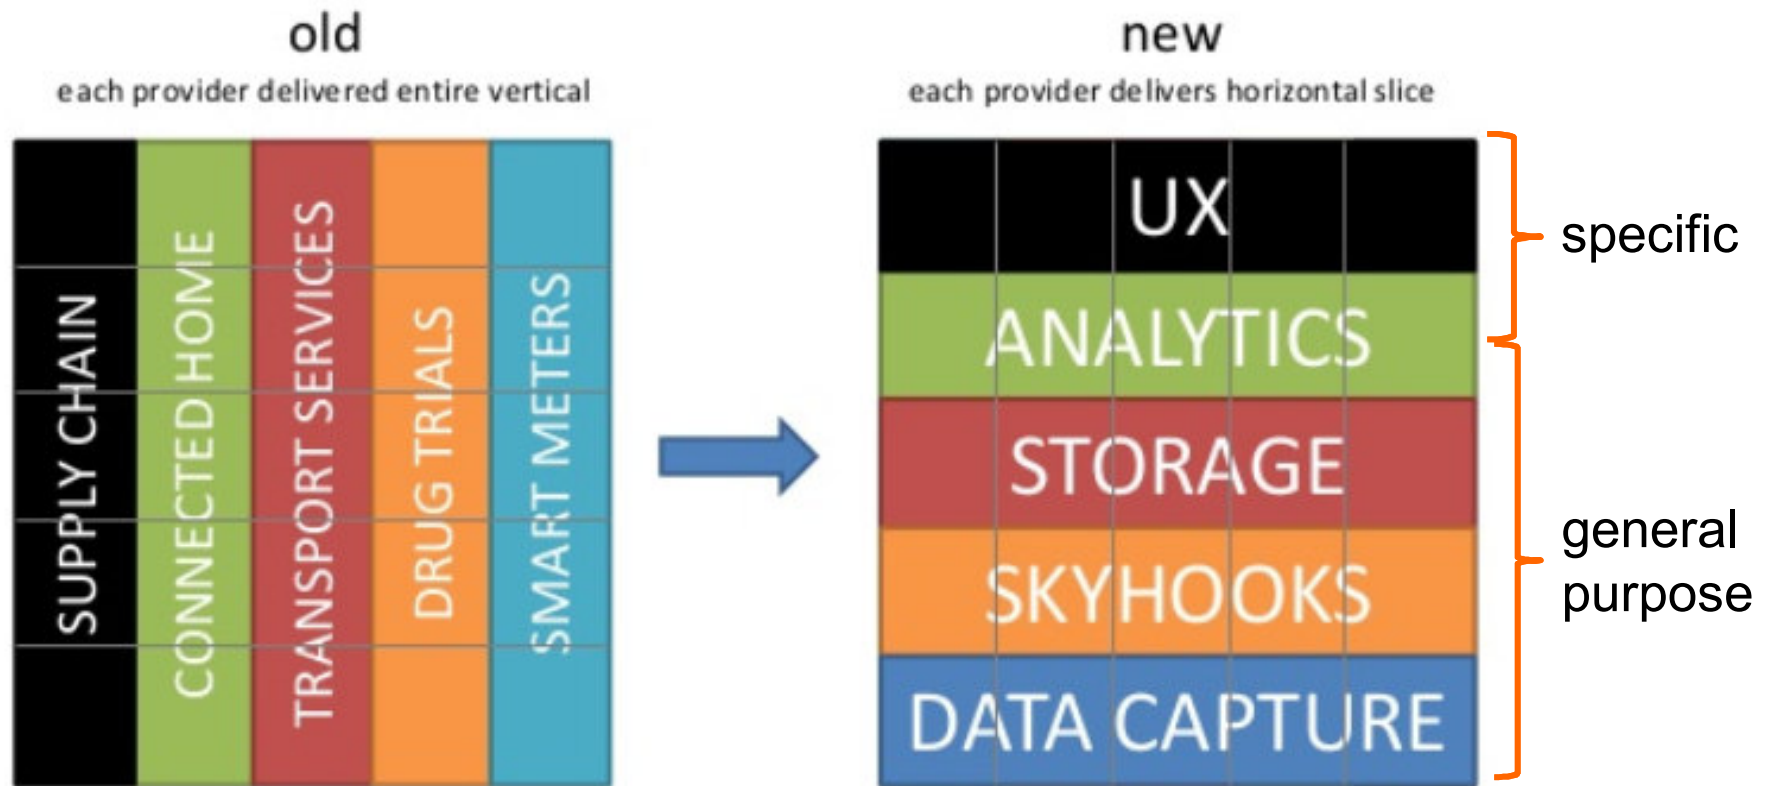 old
each provider delivered entire vertical
SUPPLY CHAIN
CONNECTED HOME
TRANSPORT SERVICES
DRUG TRIALS
SMART METERS
new
each provider delivers horizontal slice
UX
ANALYTICS
STORAGE
SKYHOOKS
DATA CAPTURE
specific
general
purpose